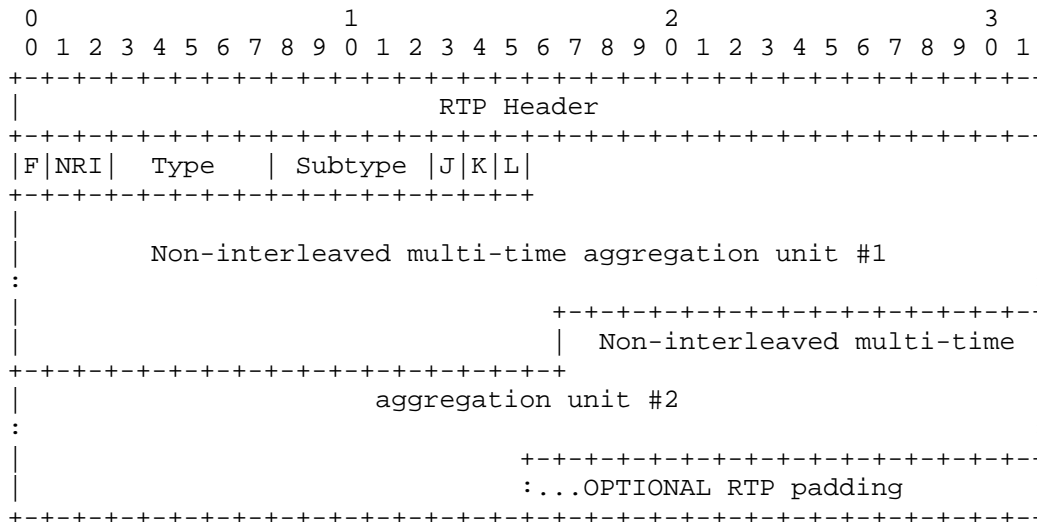 0                   1                   2                   3
 0 1 2 3 4 5 6 7 8 9 0 1 2 3 4 5 6 7 8 9 0 1 2 3 4 5 6 7 8 9 0 1
+-+-+-+-+-+-+-+-+-+-+-+-+-+-+-+-+-+-+-+-+-+-+-+-+-+-+-+-+-+-+-+-
|                          RTP Header
+-+-+-+-+-+-+-+-+-+-+-+-+-+-+-+-+-+-+-+-+-+-+-+-+-+-+-+-+-+-+-+-
|F|NRI|  Type   | Subtype |J|K|L|
+-+-+-+-+-+-+-+-+-+-+-+-+-+-+-+-+
|
|        Non-interleaved multi-time aggregation unit #1
:
|                                 +-+-+-+-+-+-+-+-+-+-+-+-+-+-+-
|                                 |  Non-interleaved multi-time
+-+-+-+-+-+-+-+-+-+-+-+-+-+-+-+-+-+
|                      aggregation unit #2
:
|                               +-+-+-+-+-+-+-+-+-+-+-+-+-+-+-+-
|                               :...OPTIONAL RTP padding
+-+-+-+-+-+-+-+-+-+-+-+-+-+-+-+-+-+-+-+-+-+-+-+-+-+-+-+-+-+-+-+-